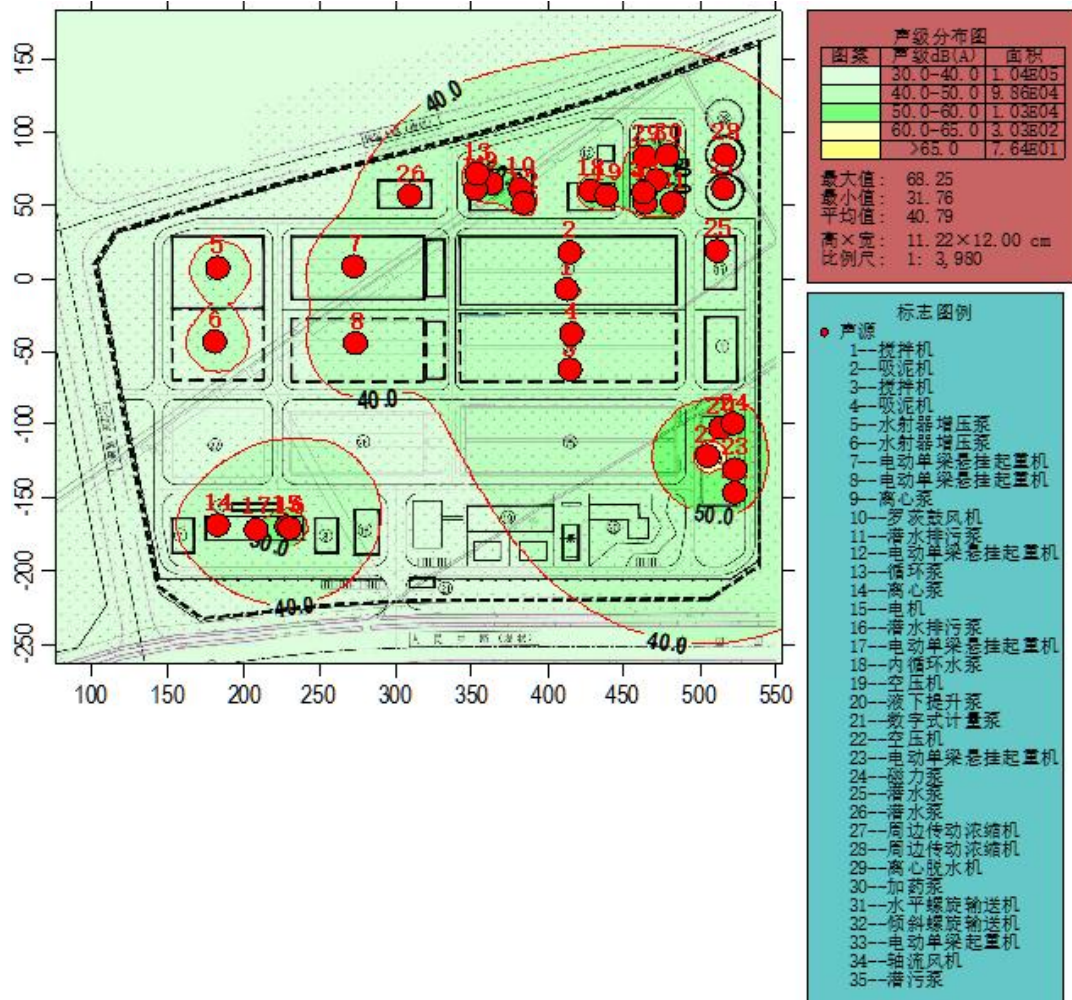 声级分布图
图案 声级dB(A) 面积
30.0-40.0 1.04E05
40.0-50.0 9.86E04
50.0-60.0 1.03E04
60.0-65.0 3.03E02
>65.0 7.64E01
最大值: 68.25
最小值: 31.76
平均值: 40.79
高×宽: 11.22×12.00 cm
比例尺: 1: 3,980
标志图例
声源
1--搅拌机
2--吸泥机
3--搅拌机
4--吸泥机
5--水射器增压泵
6--水射器增压泵
7--电动单梁悬挂起重机
8--电动单梁悬挂起重机
9--离心泵
10--罗茨鼓风机
11--潜水排污泵
12--电动单梁悬挂起重机
13--循环泵
14--离心泵
15--电机
16--潜水排污泵
17--电动单梁悬挂起重机
18--内循环水泵
19--空压机
20--液下提升泵
21--数字式计量泵
22--空压机
23--电动单梁悬挂起重机
24--磁力泵
25--潜水泵
26--潜水泵
27--周边传动浓缩机
28--周边传动浓缩机
29--离心脱水机
30--加药泵
31--水平螺旋输送机
32--倾斜螺旋输送机
33--电动单梁起重机
34--轴流风机
35--潜污泵
150
100
50
0
-50
-100
-150
-200
-250
100 150 200 250 300 350 400 450 500 550
40.0
26
13
10
18
29
30
28
5
7
2
25
6
8
4
40.0
23
14
17
50.0
50.0
40.0
40.0